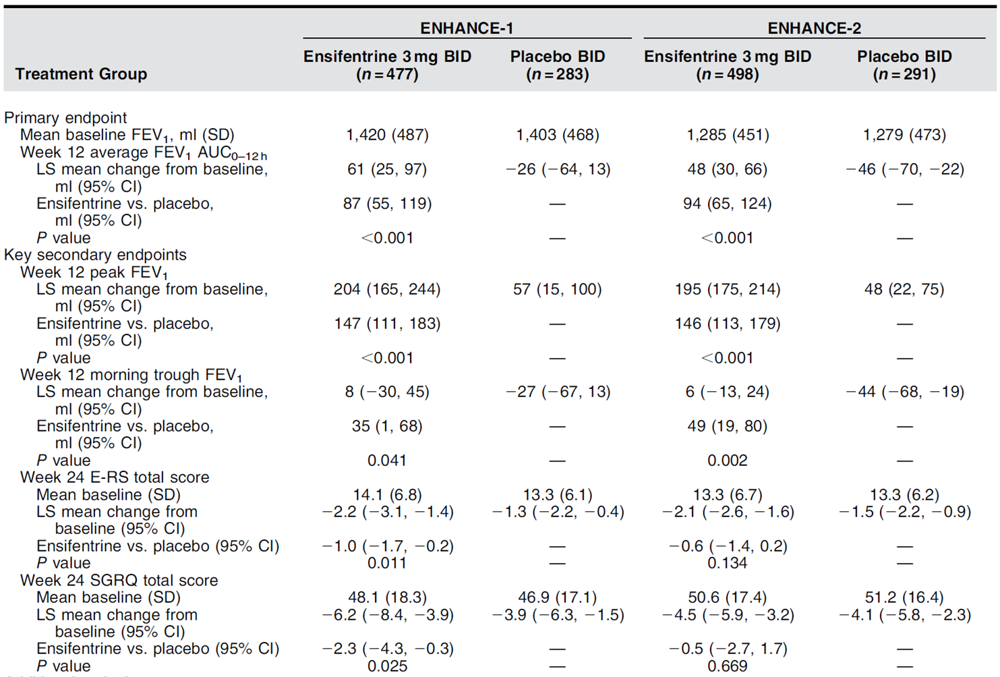 ENHANCE-1 ENHANCE-2
Treatment Group Ensifentrine 3 mg BID (n = 477) Placebo BID (n = 283) Ensifentrine 3 mg BID (n = 498) Placebo BID (n = 291)
Primary endpoint
Mean baseline FEV₁, ml (SD) 1,420 (487) 1,403 (468) 1,285 (451) 1,279 (473)
Week 12 average FEV₁ AUC₀–₁₂ ₕ
LS mean change from baseline, 61 (25, 97) −26 (−64, 13) 48 (30, 66) −46 (−70, −22)
ml (95% CI)
Ensifentrine vs. placebo, 87 (55, 119) — 94 (65, 124) —
ml (95% CI)
P value <0.001 — <0.001 —
Key secondary endpoints
Week 12 peak FEV₁
LS mean change from baseline, 204 (165, 244) 57 (15, 100) 195 (175, 214) 48 (22, 75)
ml (95% CI)
Ensifentrine vs. placebo, 147 (111, 183) — 146 (113, 179) —
ml (95% CI)
P value <0.001 — <0.001 —
Week 12 morning trough FEV₁
LS mean change from baseline, 8 (−30, 45) −27 (−67, 13) 6 (−13, 24) −44 (−68, −19)
ml (95% CI)
Ensifentrine vs. placebo, 35 (1, 68) — 49 (19, 80) —
ml (95% CI)
P value 0.041 — 0.002 —
Week 24 E-RS total score
Mean baseline (SD) 14.1 (6.8) 13.3 (6.1) 13.3 (6.7) 13.3 (6.2)
LS mean change from −2.2 (−3.1, −1.4) −1.3 (−2.2, −0.4) −2.1 (−2.6, −1.6) −1.5 (−2.2, −0.9)
baseline (95% CI)
Ensifentrine vs. placebo (95% CI) −1.0 (−1.7, −0.2) — −0.6 (−1.4, 0.2) —
P value 0.011 — 0.134 —
Week 24 SGRQ total score
Mean baseline (SD) 48.1 (18.3) 46.9 (17.1) 50.6 (17.4) 51.2 (16.4)
LS mean change from −6.2 (−8.4, −3.9) −3.9 (−6.3, −1.5) −4.5 (−5.9, −3.2) −4.1 (−5.8, −2.3)
baseline (95% CI)
Ensifentrine vs. placebo (95% CI) −2.3 (−4.3, −0.3) — −0.5 (−2.7, 1.7) —
P value 0.025 — 0.669 —